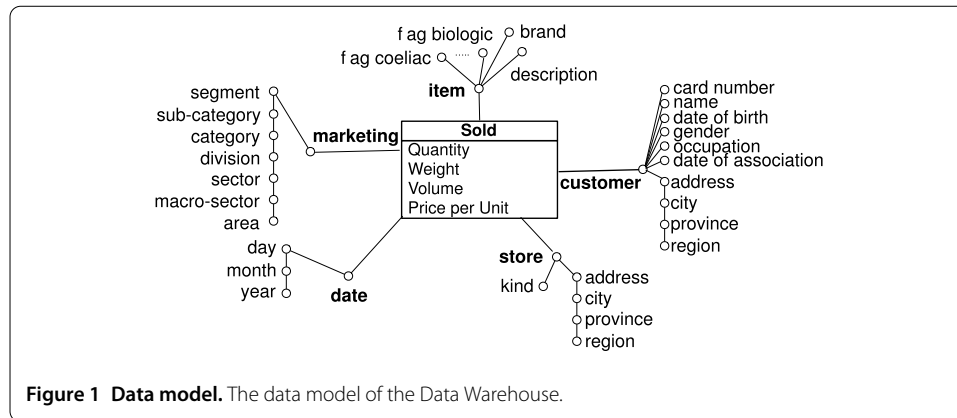 f ag biologic
brand
f ag coeliac
.....
description
item
segment
sub-category
category
division
sector
macro-sector
area
marketing
Sold
Quantity
Weight
Volume
Price per Unit
card number
name
date of birth
gender
occupation
date of association
customer
address
city
province
region
day
month
year
date
store
kind
address
city
province
region
Figure 1 Data model. The data model of the Data Warehouse.